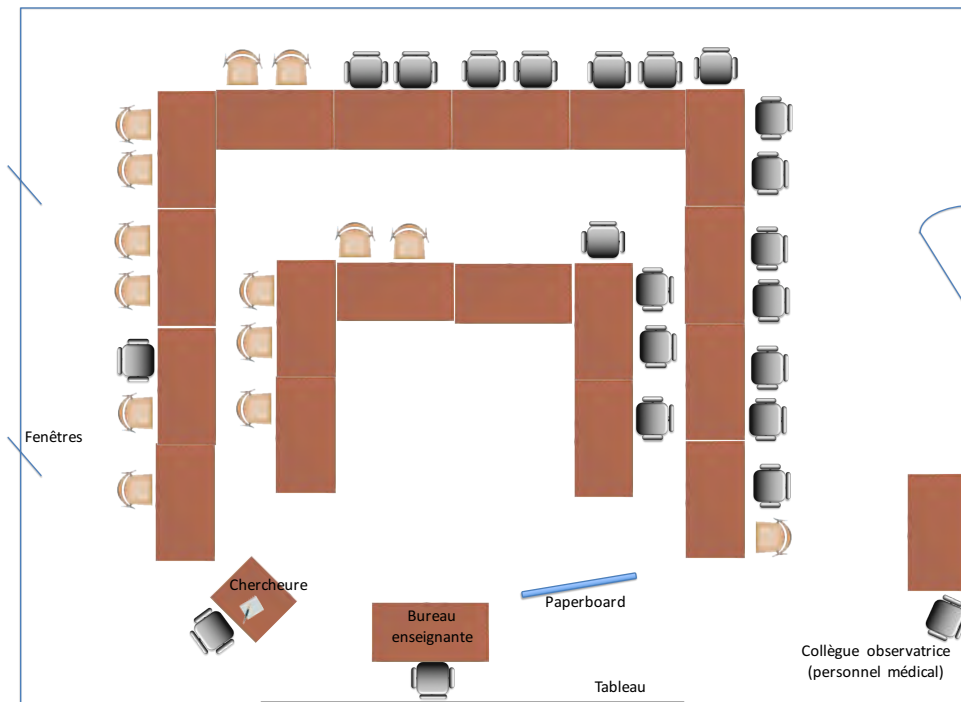 Fenêtres
Chercheure
Paperboard
Bureau
enseignante
Collègue observatrice
(personnel médical)
Tableau